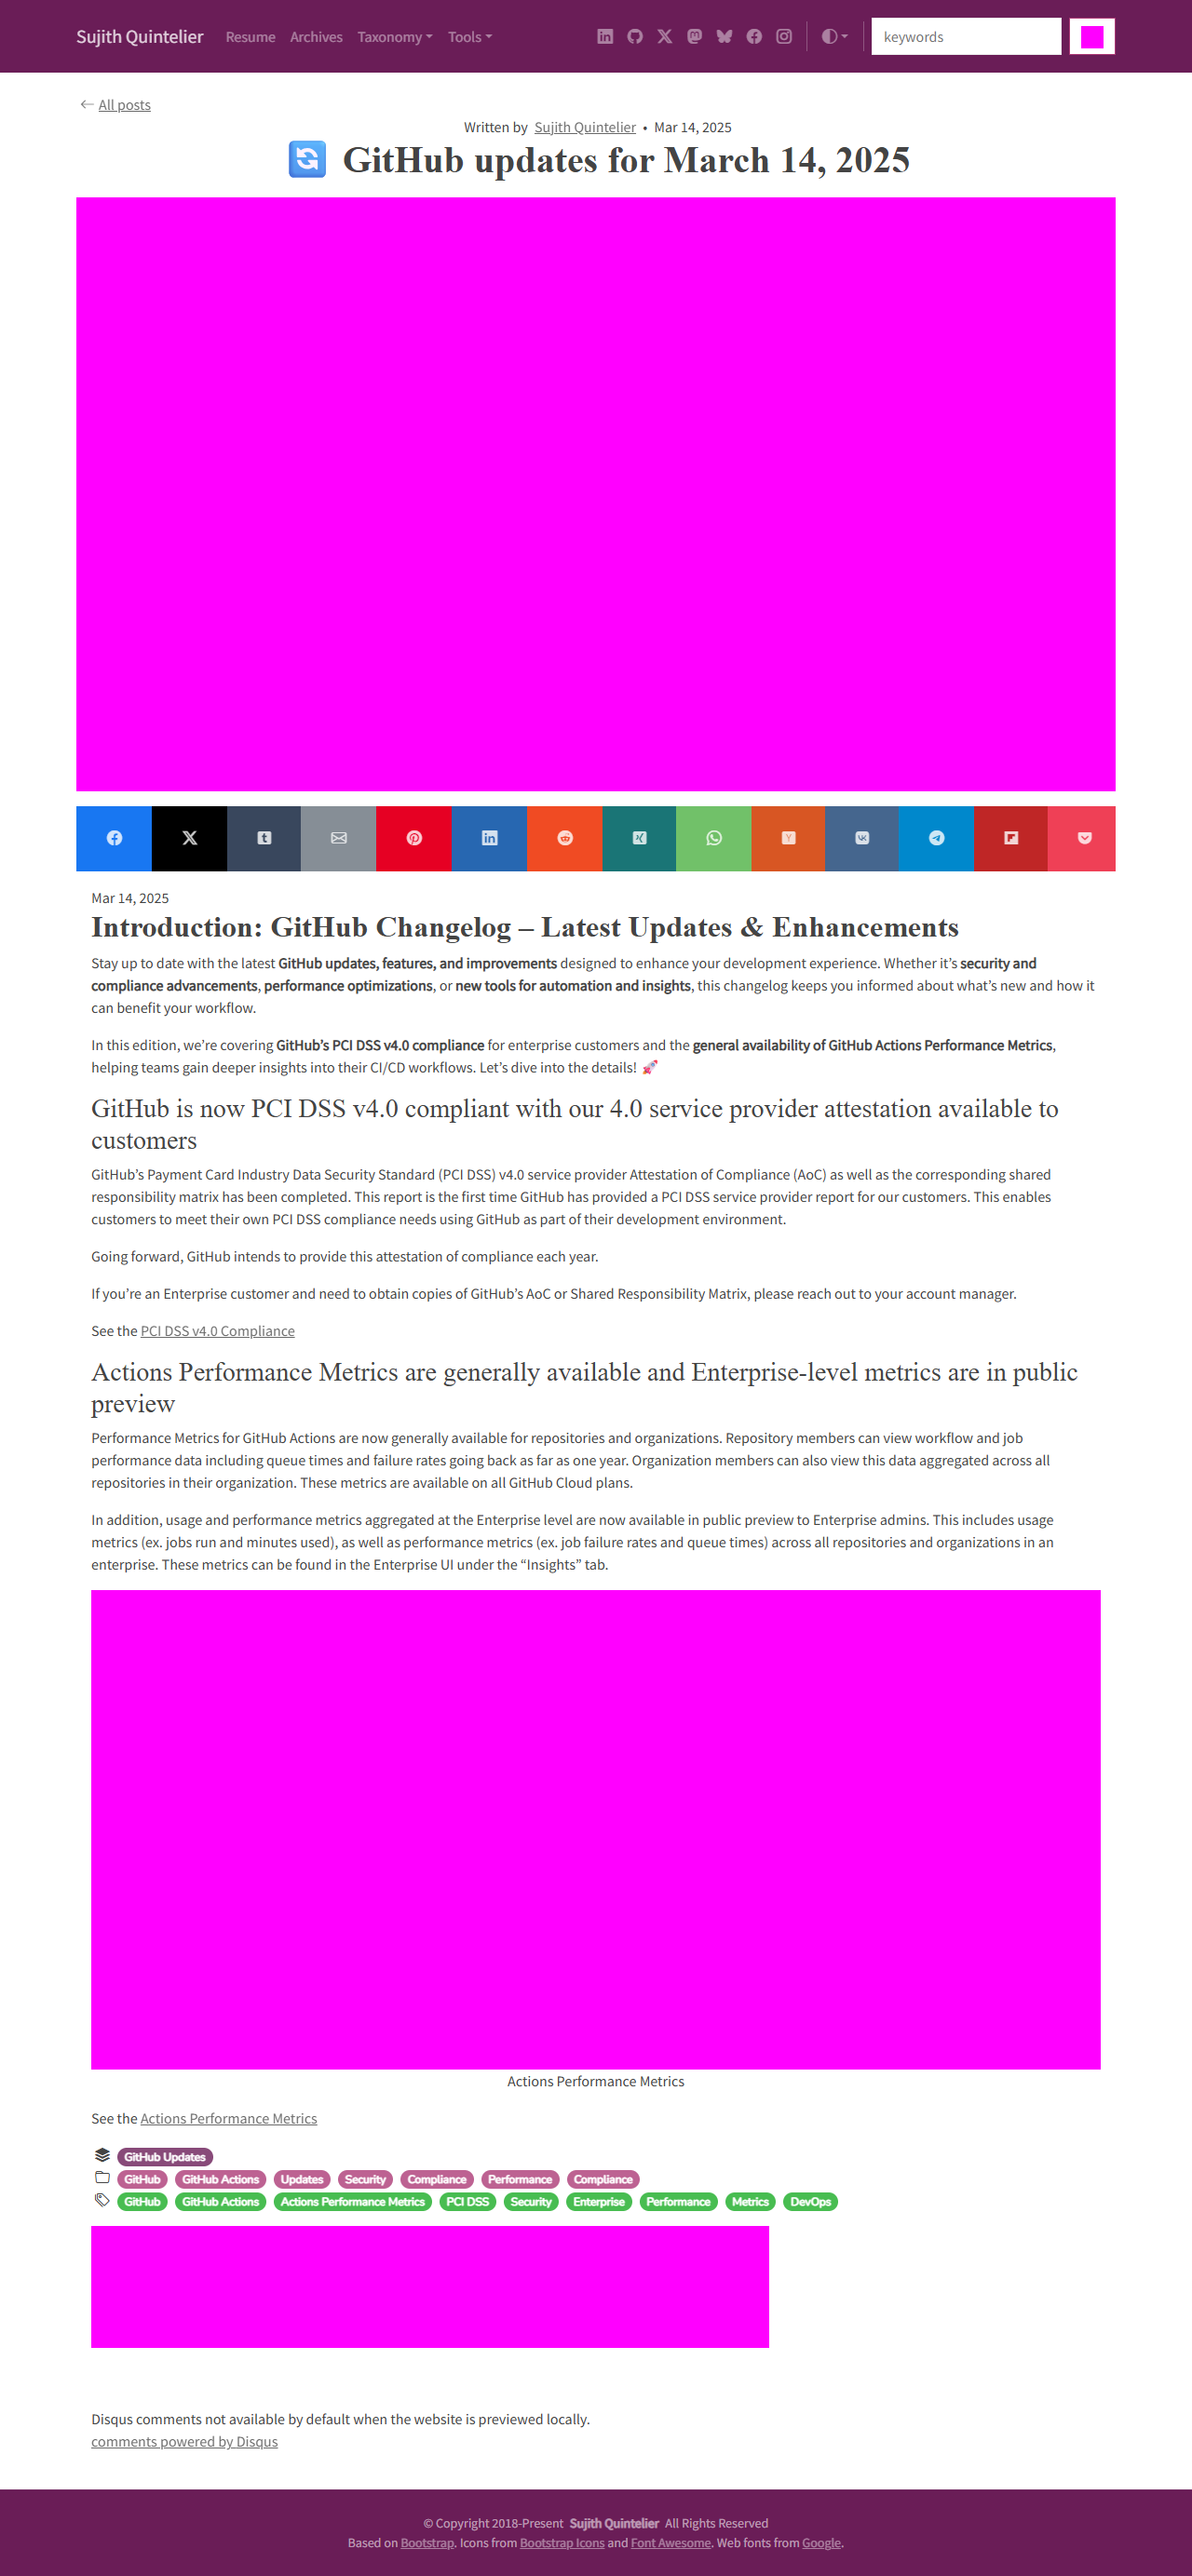 Sujith Quintelier Resume Archives Taxonomy Tools keywords
All posts
Written by Sujith Quintelier • Mar 14, 2025
GitHub updates for March 14, 2025
Mar 14, 2025
Introduction: GitHub Changelog – Latest Updates & Enhancements
Stay up to date with the latest GitHub updates, features, and improvements designed to enhance your development experience. Whether it’s security and
compliance advancements, performance optimizations, or new tools for automation and insights, this changelog keeps you informed about what’s new and how it
can benefit your workflow.
In this edition, we’re covering GitHub’s PCI DSS v4.0 compliance for enterprise customers and the general availability of GitHub Actions Performance Metrics,
helping teams gain deeper insights into their CI/CD workflows. Let’s dive into the details! 🚀
GitHub is now PCI DSS v4.0 compliant with our 4.0 service provider attestation available to
customers
GitHub’s Payment Card Industry Data Security Standard (PCI DSS) v4.0 service provider Attestation of Compliance (AoC) as well as the corresponding shared
responsibility matrix has been completed. This report is the first time GitHub has provided a PCI DSS service provider report for our customers. This enables
customers to meet their own PCI DSS compliance needs using GitHub as part of their development environment.
Going forward, GitHub intends to provide this attestation of compliance each year.
If you’re an Enterprise customer and need to obtain copies of GitHub’s AoC or Shared Responsibility Matrix, please reach out to your account manager.
See the PCI DSS v4.0 Compliance
Actions Performance Metrics are generally available and Enterprise-level metrics are in public
preview
Performance Metrics for GitHub Actions are now generally available for repositories and organizations. Repository members can view workflow and job
performance data including queue times and failure rates going back as far as one year. Organization members can also view this data aggregated across all
repositories in their organization. These metrics are available on all GitHub Cloud plans.
In addition, usage and performance metrics aggregated at the Enterprise level are now available in public preview to Enterprise admins. This includes usage
metrics (ex. jobs run and minutes used), as well as performance metrics (ex. job failure rates and queue times) across all repositories and organizations in an
enterprise. These metrics can be found in the Enterprise UI under the “Insights” tab.
Actions Performance Metrics
See the Actions Performance Metrics
GitHub Updates
GitHub GitHub Actions Updates Security Compliance Performance Compliance
GitHub GitHub Actions Actions Performance Metrics PCI DSS Security Enterprise Performance Metrics DevOps
Disqus comments not available by default when the website is previewed locally.
comments powered by Disqus
© Copyright 2018-Present Sujith Quintelier All Rights Reserved
Based on Bootstrap. Icons from Bootstrap Icons and Font Awesome. Web fonts from Google.